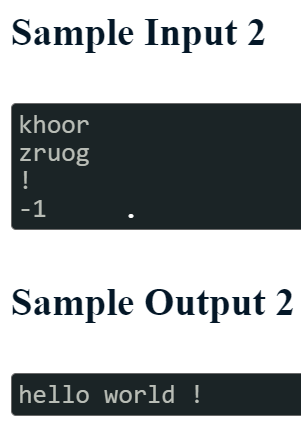 Sample Input 2
khoor
zruog
!
-1 .
Sample Output 2
hello world !